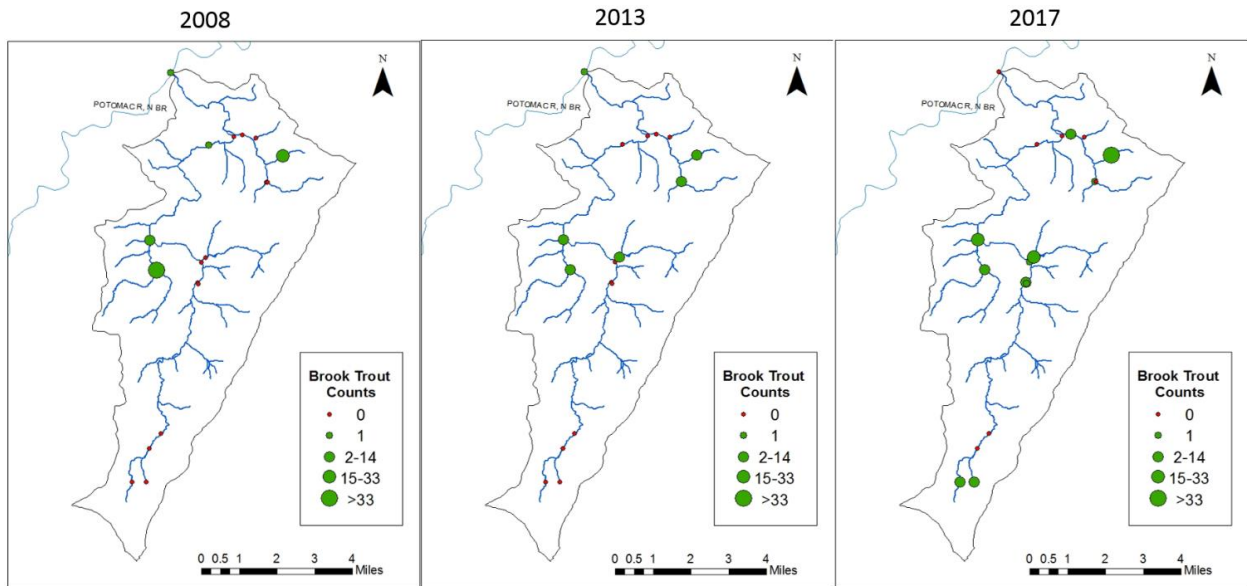 2008
2013
2017
N
POTOMAC R, N BR
Brook Trout
Counts
0
1
2-14
15-33
>33
0 0.5 1 2 3 4
Miles
N
POTOMAC R, N BR
Brook Trout
Counts
0
1
2-14
15-33
>33
0 0.5 1 2 3 4
Miles
N
POTOMAC R, N BR
Brook Trout
Counts
0
1
2-14
15-33
>33
0 0.5 1 2 3 4
Miles